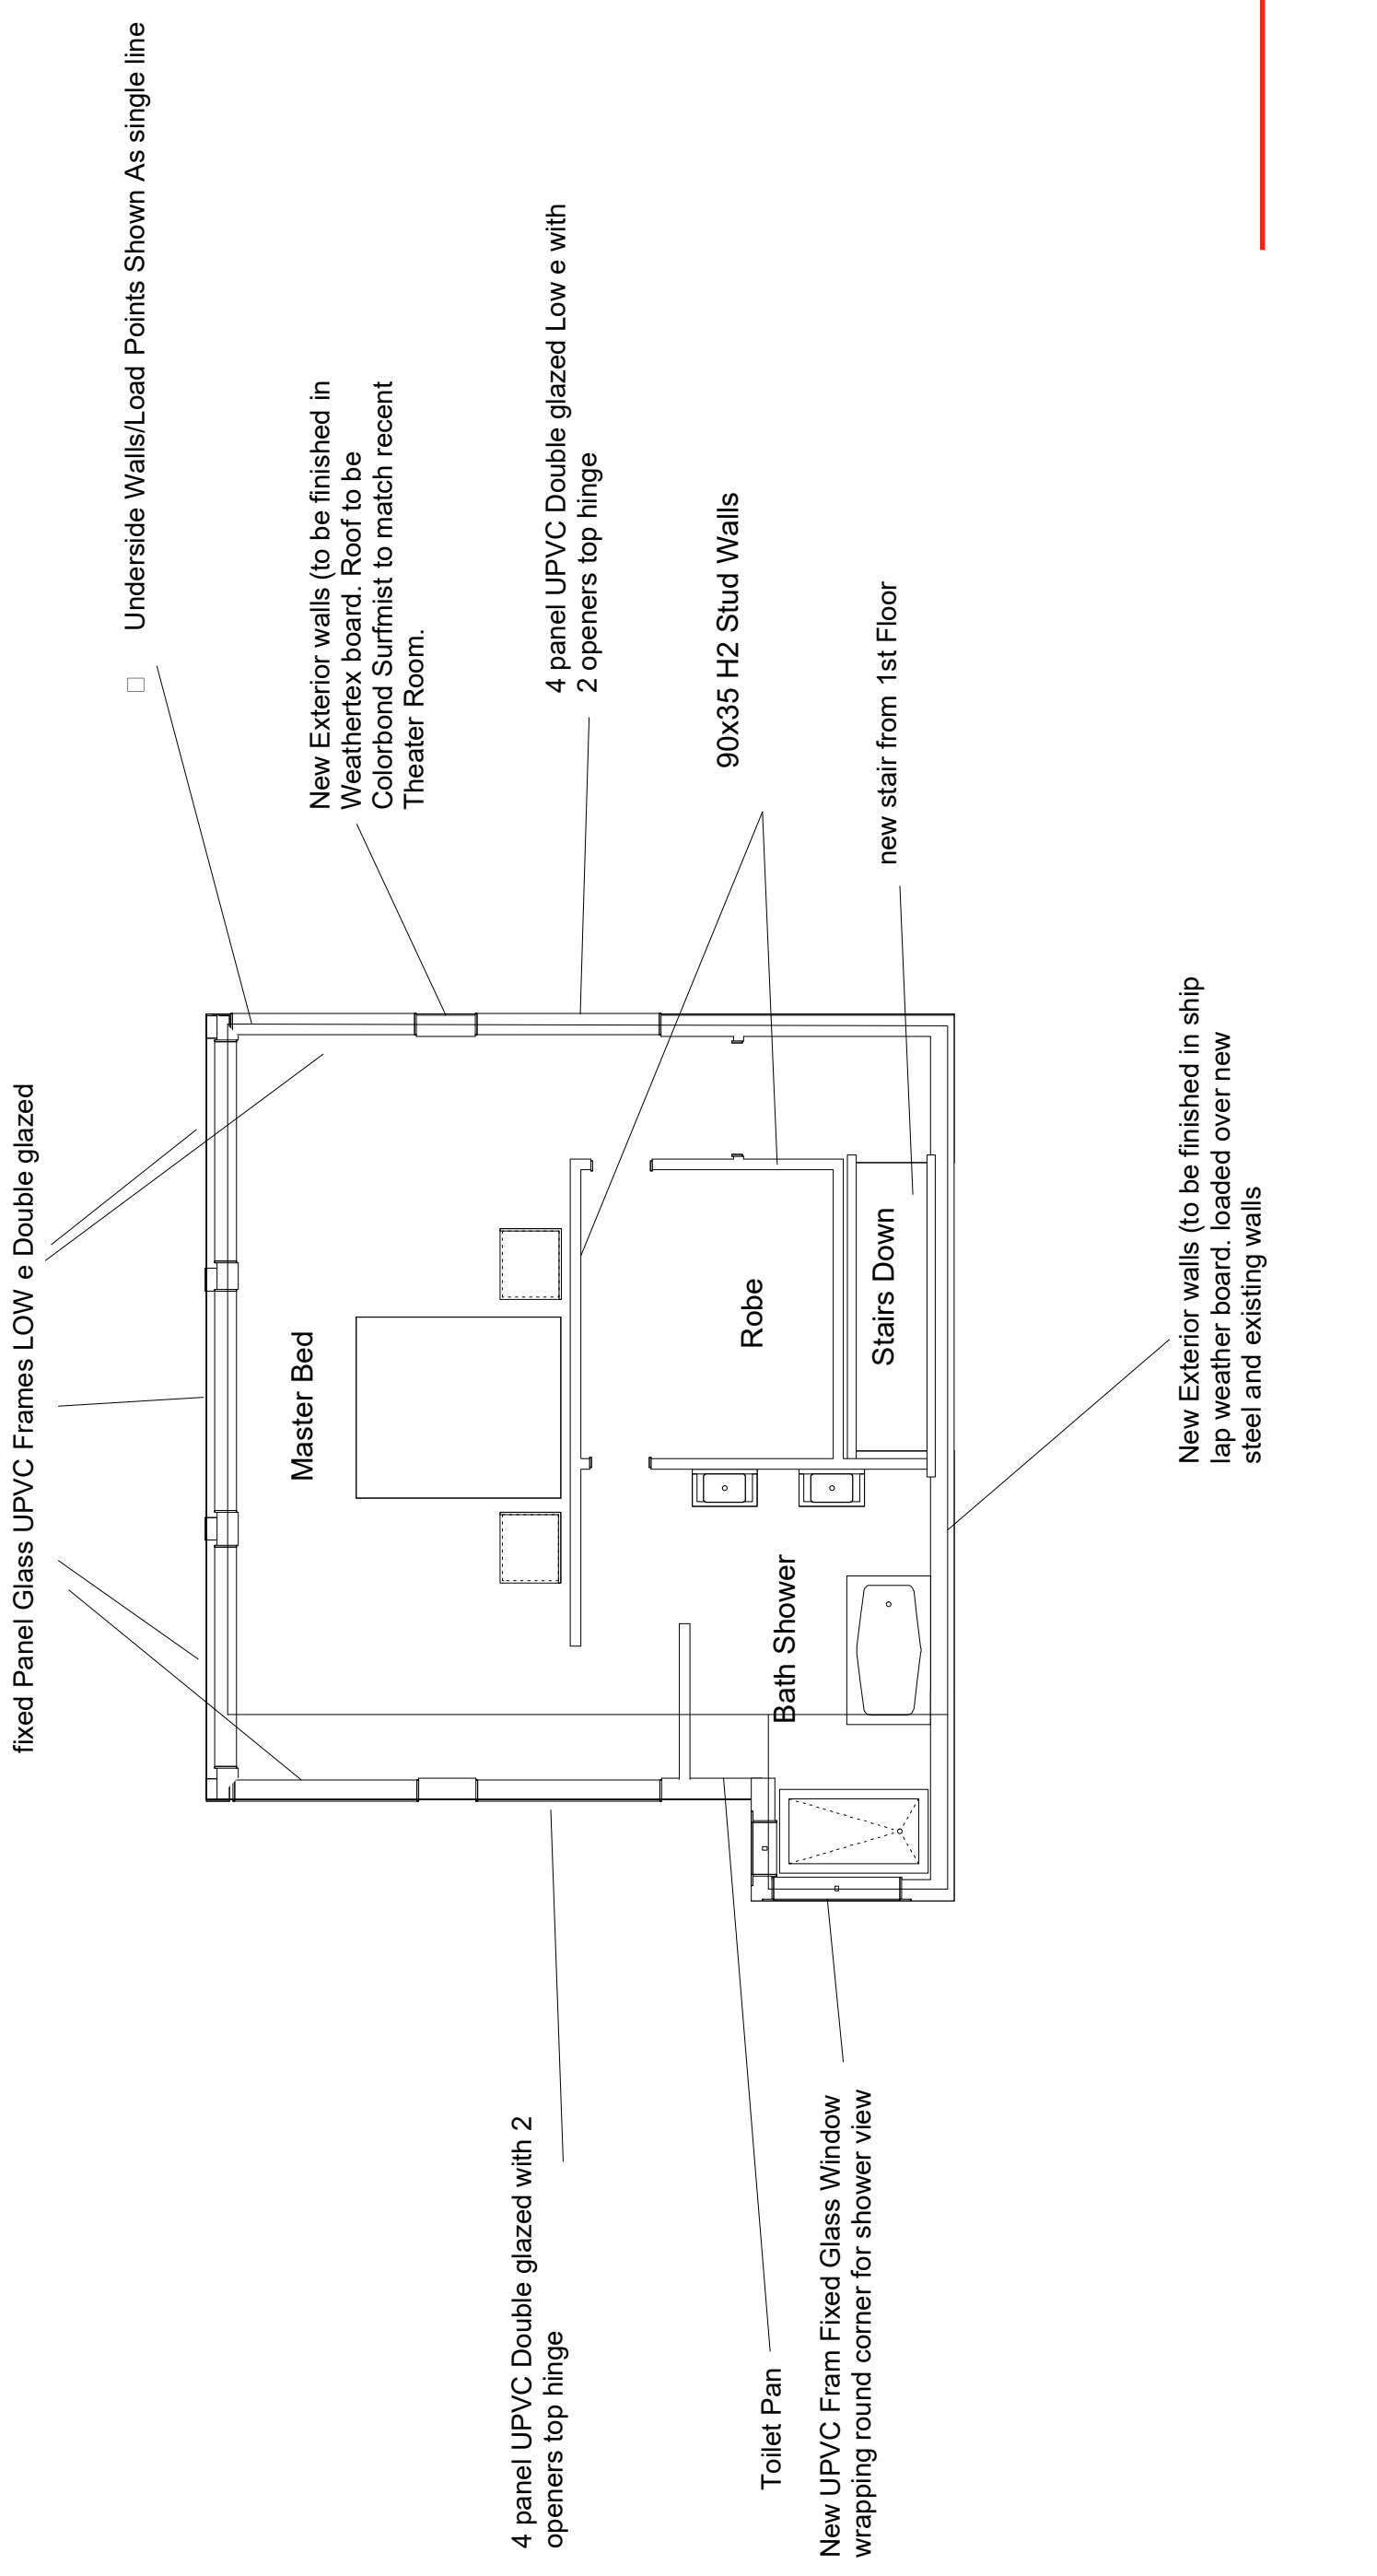 fixed Panel Glass UPVC Frames LOW e Double glazed
Underside Walls/Load Points Shown As single line
New Exterior walls (to be finished in
Weathertex board. Roof to be
Colorbond Surfmist to match recent
Theater Room.
4 panel UPVC Double glazed Low e with
2 openers top hinge
90x35 H2 Stud Walls
new stair from 1st Floor
Master Bed
Robe
Stairs Down
Bath Shower
4 panel UPVC Double glazed with 2
openers top hinge
Toilet Pan
New UPVC Fram Fixed Glass Window
wrapping round corner for shower view
New Exterior walls (to be finished in ship
lap weather board. loaded over new
steel and existing walls